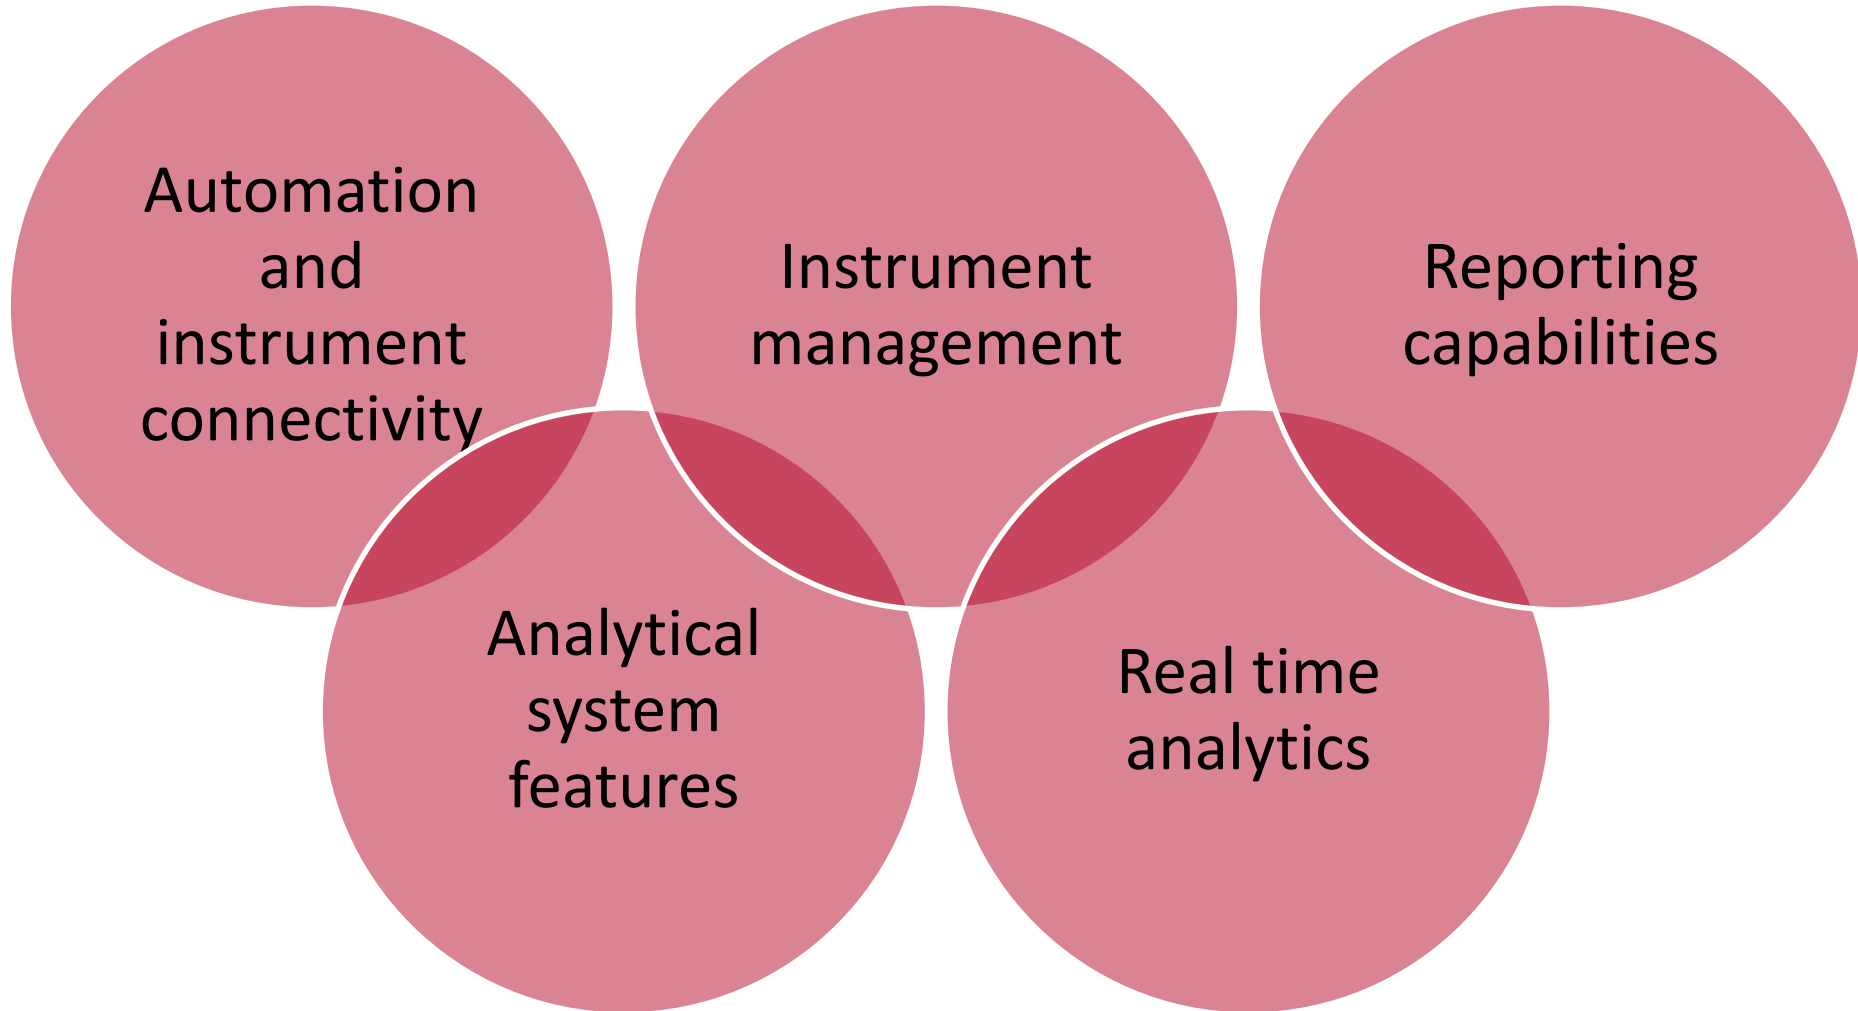 Automation
and
instrument
connectivity
Analytical
system
features
Instrument
management
Real time
analytics
Reporting
capabilities